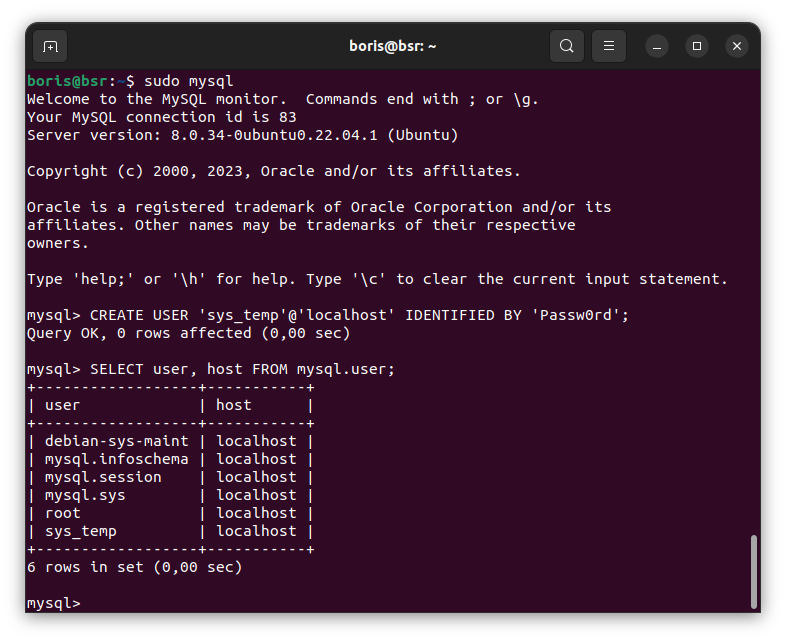 boris@bsr: ~
boris@bsr:~$ sudo mysql
Welcome to the MySQL monitor.  Commands end with ; or \g.
Your MySQL connection id is 83
Server version: 8.0.34-0ubuntu0.22.04.1 (Ubuntu)

Copyright (c) 2000, 2023, Oracle and/or its affiliates.

Oracle is a registered trademark of Oracle Corporation and/or its
affiliates. Other names may be trademarks of their respective
owners.

Type 'help;' or '\h' for help. Type '\c' to clear the current input statement.

mysql> CREATE USER 'sys_temp'@'localhost' IDENTIFIED BY 'Passw0rd';
Query OK, 0 rows affected (0,00 sec)

mysql> SELECT user, host FROM mysql.user;
+------------------+-----------+
| user             | host      |
+------------------+-----------+
| debian-sys-maint | localhost |
| mysql.infoschema | localhost |
| mysql.session    | localhost |
| mysql.sys        | localhost |
| root             | localhost |
| sys_temp         | localhost |
+------------------+-----------+
6 rows in set (0,00 sec)

mysql>